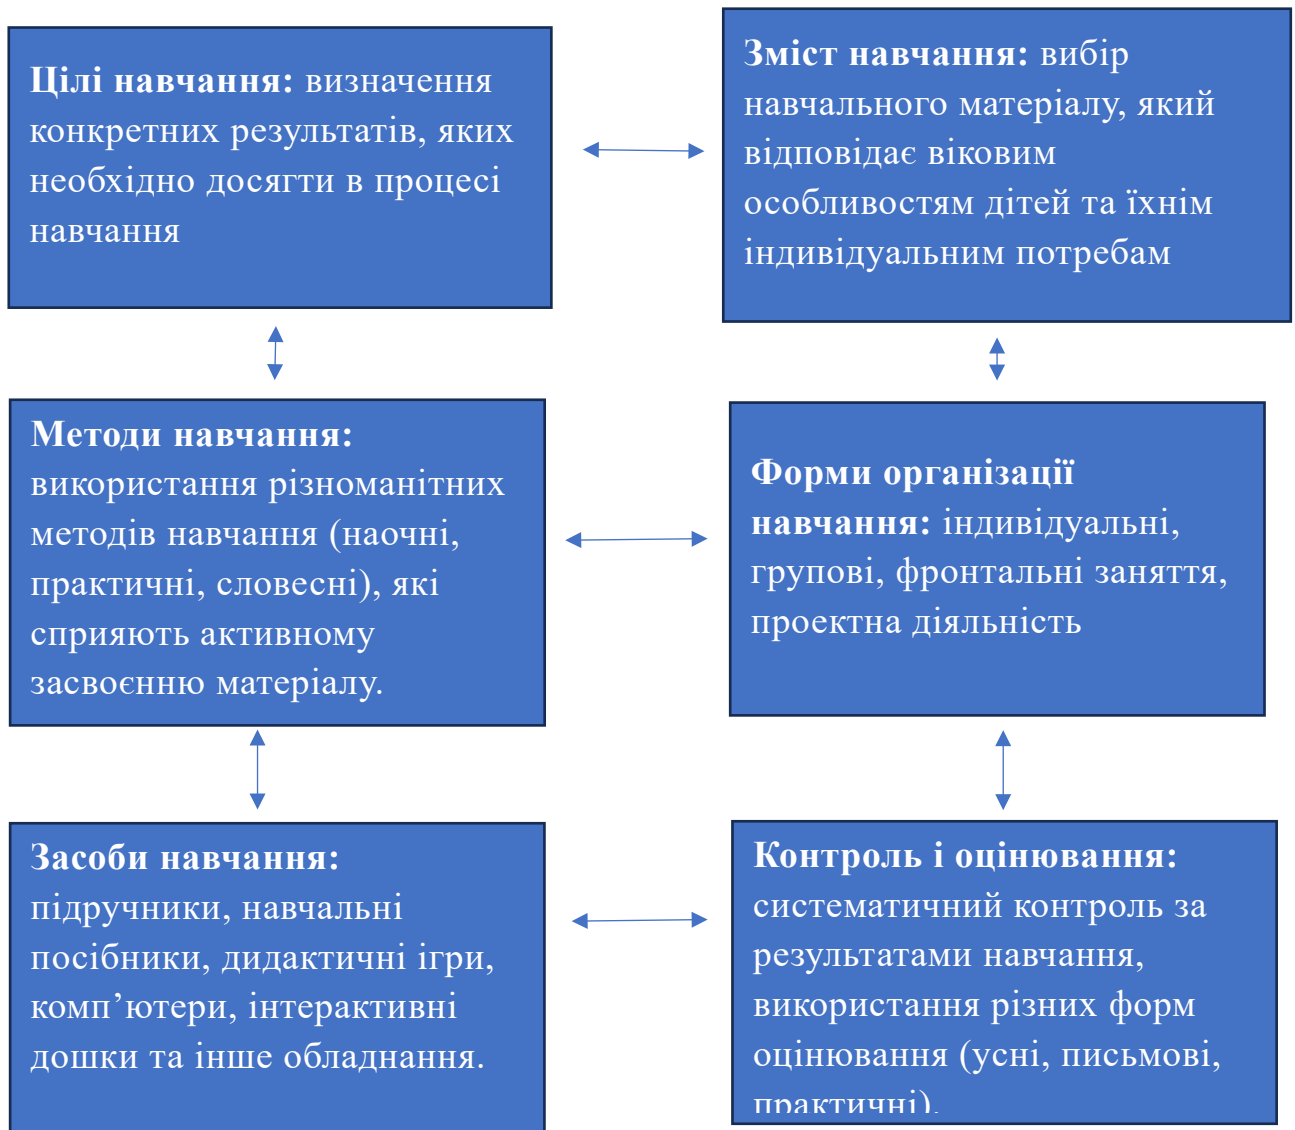 Цілі навчання: визначення
конкретних результатів, яких
необхідно досягти в процесі
навчання
Зміст навчання: вибір
навчального матеріалу, який
відповідає віковим
особливостям дітей та їхнім
індивідуальним потребам
Методи навчання:
використання різноманітних
методів навчання (наочні,
практичні, словесні), які
сприяють активному
засвоєнню матеріалу.
Форми організації
навчання: індивідуальні,
групові, фронтальні заняття,
проектна діяльність
Засоби навчання:
підручники, навчальні
посібники, дидактичні ігри,
комп’ютери, інтерактивні
дошки та інше обладнання.
Контроль і оцінювання:
систематичний контроль за
результатами навчання,
використання різних форм
оцінювання (усні, письмові,
практичні).